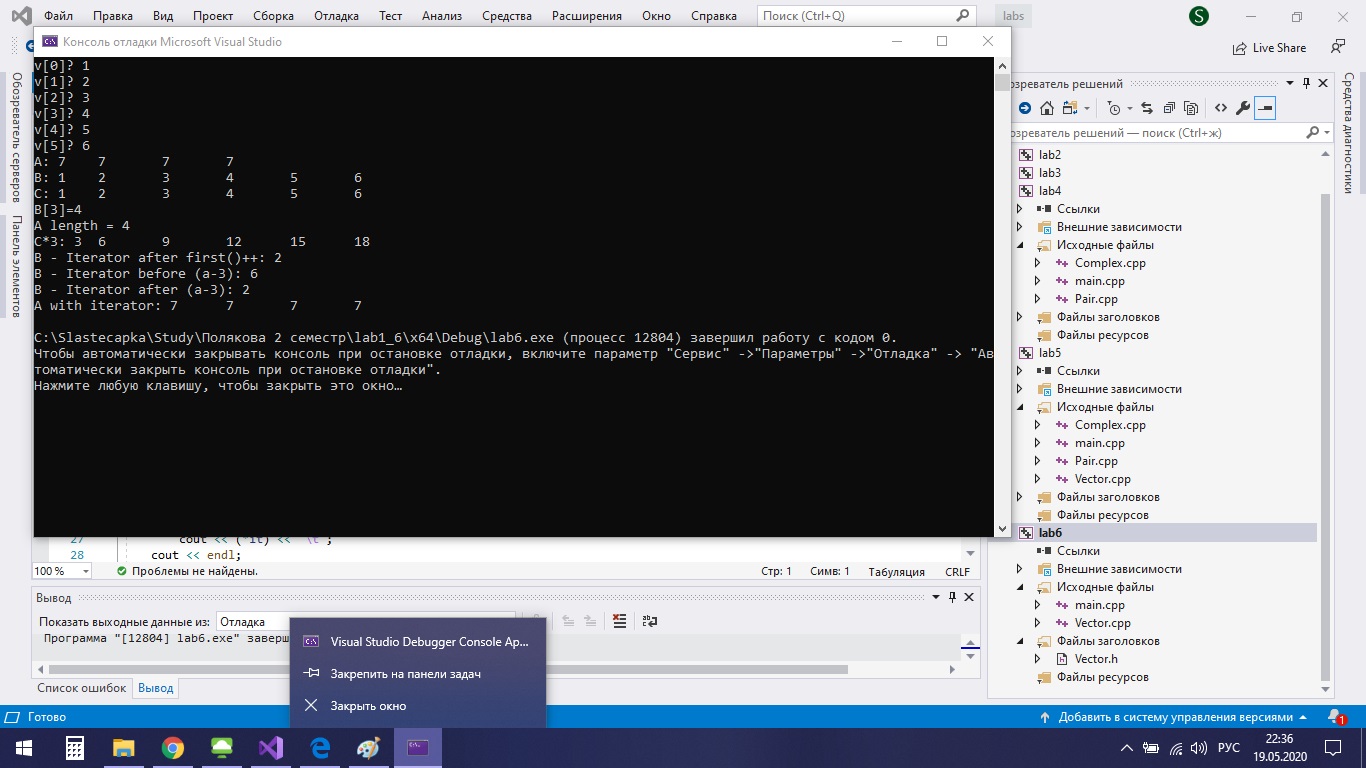 Файл Правка Вид Проект Сборка Отладка Тест Анализ Средства Расширения Окно Справка Поиск (Ctrl+Q) labs S
Live Share
Консоль отладки Microsoft Visual Studio
v[0]? 1
v[1]? 2
v[2]? 3
v[3]? 4
v[4]? 5
v[5]? 6
A: 7 7 7 7
B: 1 2 3 4 5 6
C: 1 2 3 4 5 6
B[3]=4
A length = 4
C*3: 3 6 9 12 15 18
B - Iterator after first()++: 2
B - Iterator before (a-3): 6
B - Iterator after (a-3): 2
A with iterator: 7 7 7 7
C:\Slastecapka\Study\Полякова 2 семестр\lab1_6\x64\Debug\lab6.exe (процесс 12804) завершил работу с кодом 0.
Чтобы автоматически закрывать консоль при остановке отладки, включите параметр "Сервис" ->"Параметры" ->"Отладка" -> "Ав
томатически закрыть консоль при остановке отладки".
Нажмите любую клавишу, чтобы закрыть это окно…
Обозреватель серверов
Панель элементов
озреватель решений
озреватель решений — поиск (Ctrl+ж)
lab2
lab3
lab4
Ссылки
Внешние зависимости
Исходные файлы
Complex.cpp
main.cpp
Pair.cpp
Файлы заголовков
Файлы ресурсов
lab5
Ссылки
Внешние зависимости
Исходные файлы
Complex.cpp
main.cpp
Pair.cpp
Vector.cpp
Файлы заголовков
Файлы ресурсов
lab6
Ссылки
Внешние зависимости
Исходные файлы
main.cpp
Vector.cpp
Файлы заголовков
Vector.h
Файлы ресурсов
Средства диагностики
27 cout << (*it) << '\t';
28 cout << endl;
100 % Проблемы не найдены. Стр: 1 Симв: 1 Табуляция CRLF
Вывод
Показать выходные данные из: Отладка
Программа "[12804] lab6.exe" заверш
Visual Studio Debugger Console Ap...
Закрепить на панели задач
Закрыть окно
Список ошибок Вывод
Готово Добавить в систему управления версиями 1
РУС 22:36
19.05.2020